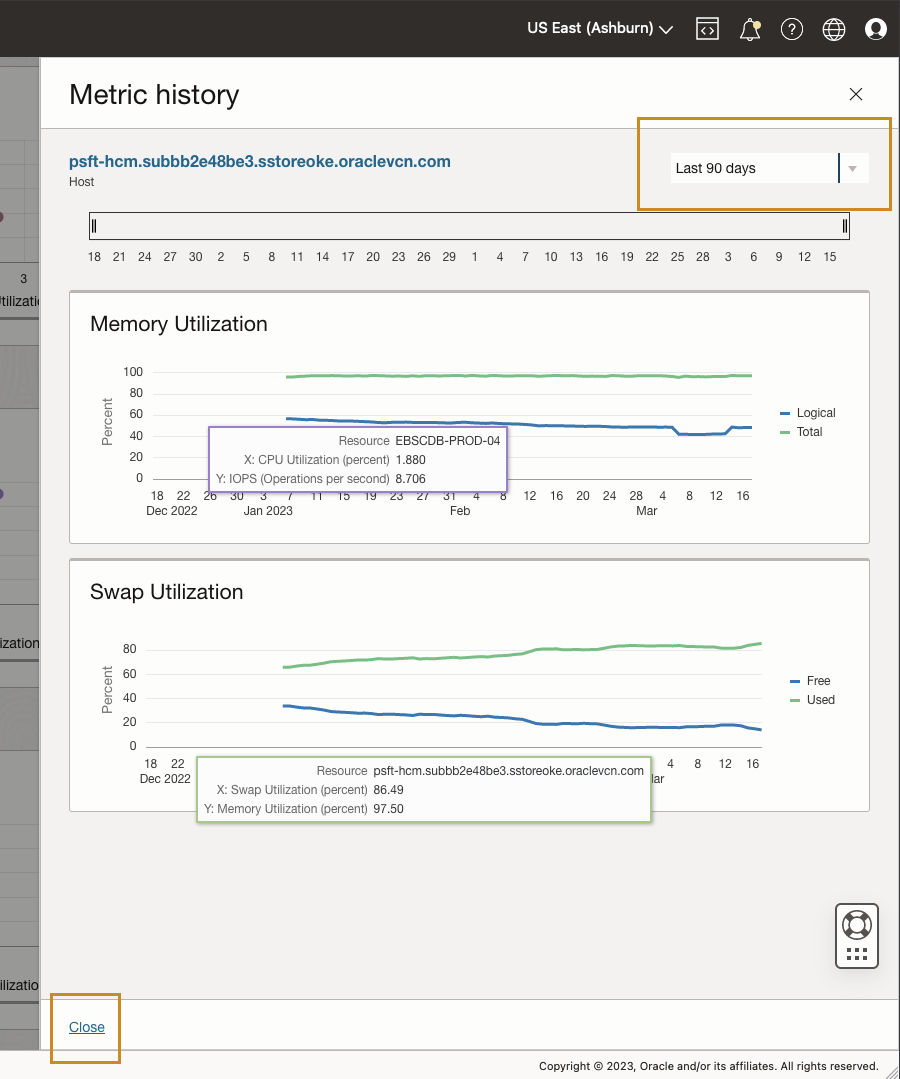 US East (Ashburn)
Metric history
psft-hcm.subbb2e48be3.sstoreoke.oraclevcn.com
Host
Last 90 days
18 21 24 27 30 2 5 8 11 14 17 20 23 26 29 1 4 7 10 13 16 19 22 25 28 3 6 9 12 15
3
Memory Utilization
100
80
60
40
20
0
Percent
Logical
Total
Resource EBSCDB-PROD-04
X: CPU Utilization (percent) 1.880
Y: IOPS (Operations per second) 8.706
18 22 26 30 3 7 11 15 19 23 27 31 4 8 12 16 20 24 28 4 8 12 16
Dec 2022 Jan 2023 Feb Mar
Swap Utilization
80
60
40
20
0
Percent
Free
Used
18 22 4 8 12 16
Dec 2022
Resource psft-hcm.subbb2e48be3.sstoreoke.oraclevcn.com
X: Swap Utilization (percent) 86.49
Y: Memory Utilization (percent) 97.50
Close
Copyright © 2023, Oracle and/or its affiliates. All rights reserved.